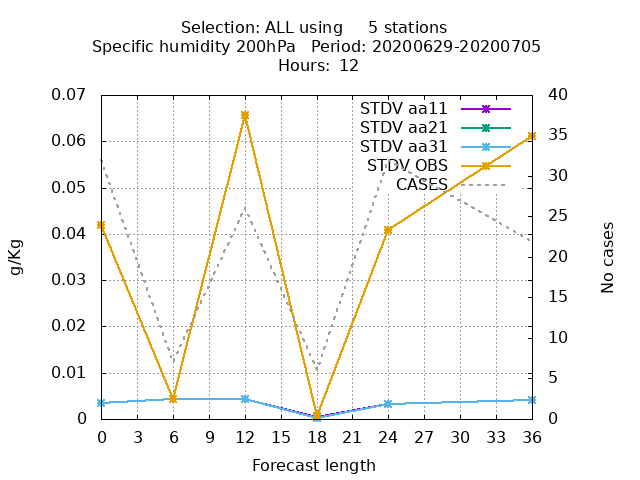 Selection: ALL using 5 stations
Specific humidity 200hPa Period: 20200629-20200705
Hours: 12
0.07
0.06
0.05
0.04
0.03
0.02
0.01
0
g/Kg
STDV aa11
STDV aa21
STDV aa31
STDV OBS
CASES
40
35
30
25
20
15
10
5
0
No cases
0 3 6 9 12 15 18 21 24 27 30 33 36
Forecast length